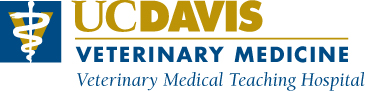 UCDAVIS
VETERINARY MEDICINE
Veterinary Medical Teaching Hospital